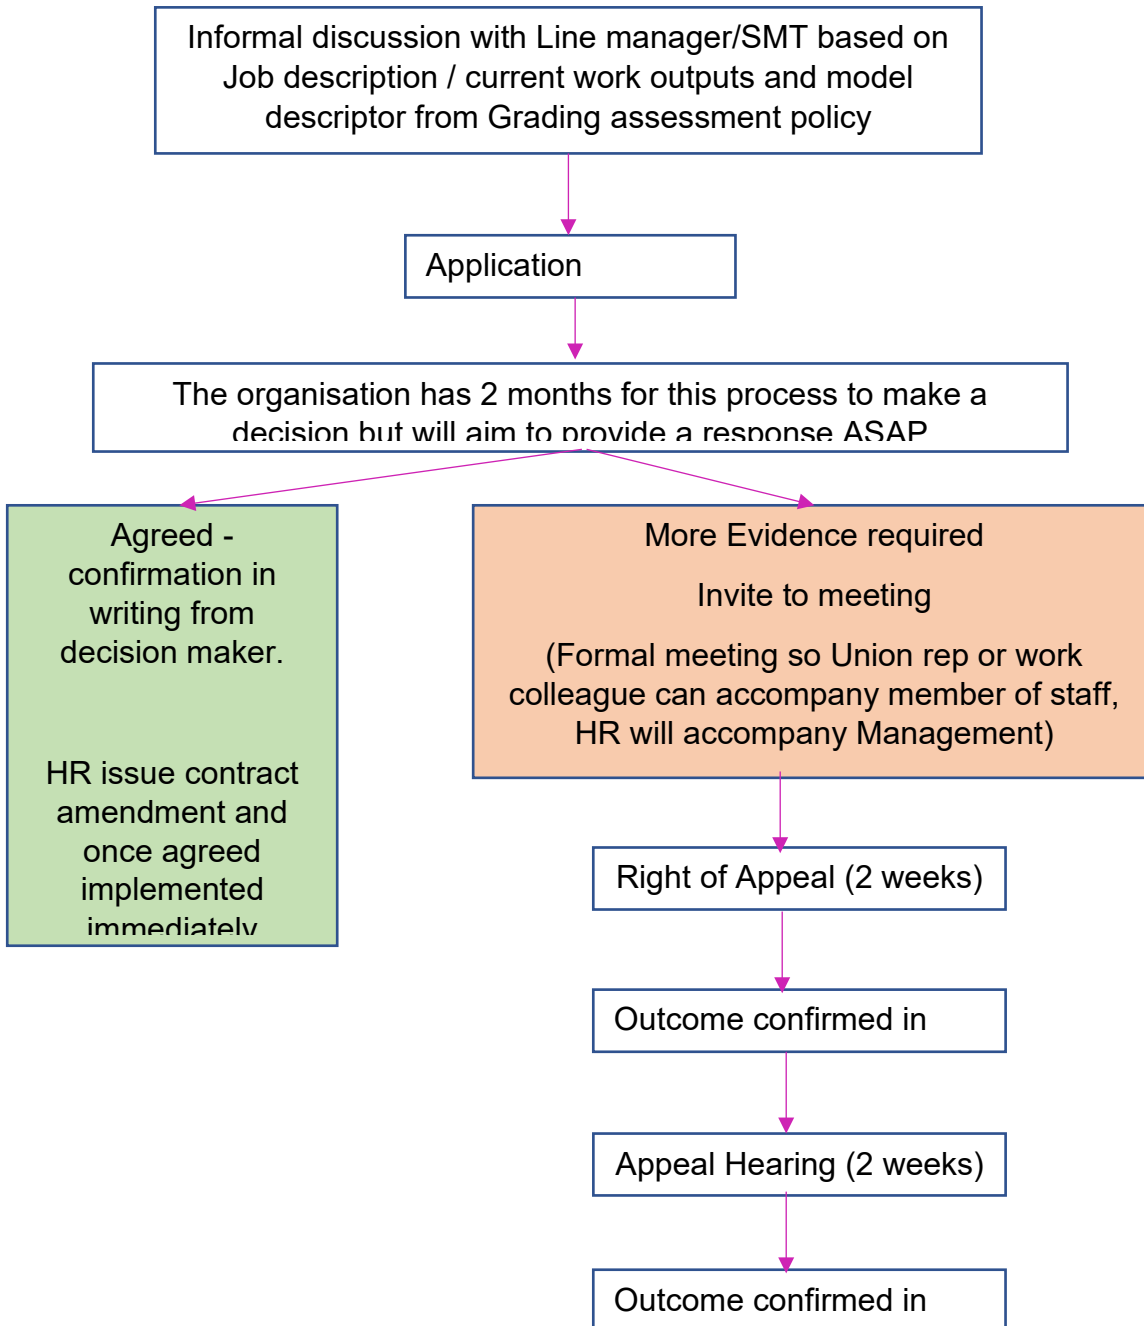 Informal discussion with Line manager/SMT based on
Job description / current work outputs and model
descriptor from Grading assessment policy
Application
The organisation has 2 months for this process to make a
decision but will aim to provide a response ASAP
Agreed -
confirmation in
writing from
decision maker.
HR issue contract
amendment and
once agreed
implemented
immediately
More Evidence required
Invite to meeting
(Formal meeting so Union rep or work
colleague can accompany member of staff,
HR will accompany Management)
Right of Appeal (2 weeks)
Outcome confirmed in
Appeal Hearing (2 weeks)
Outcome confirmed in